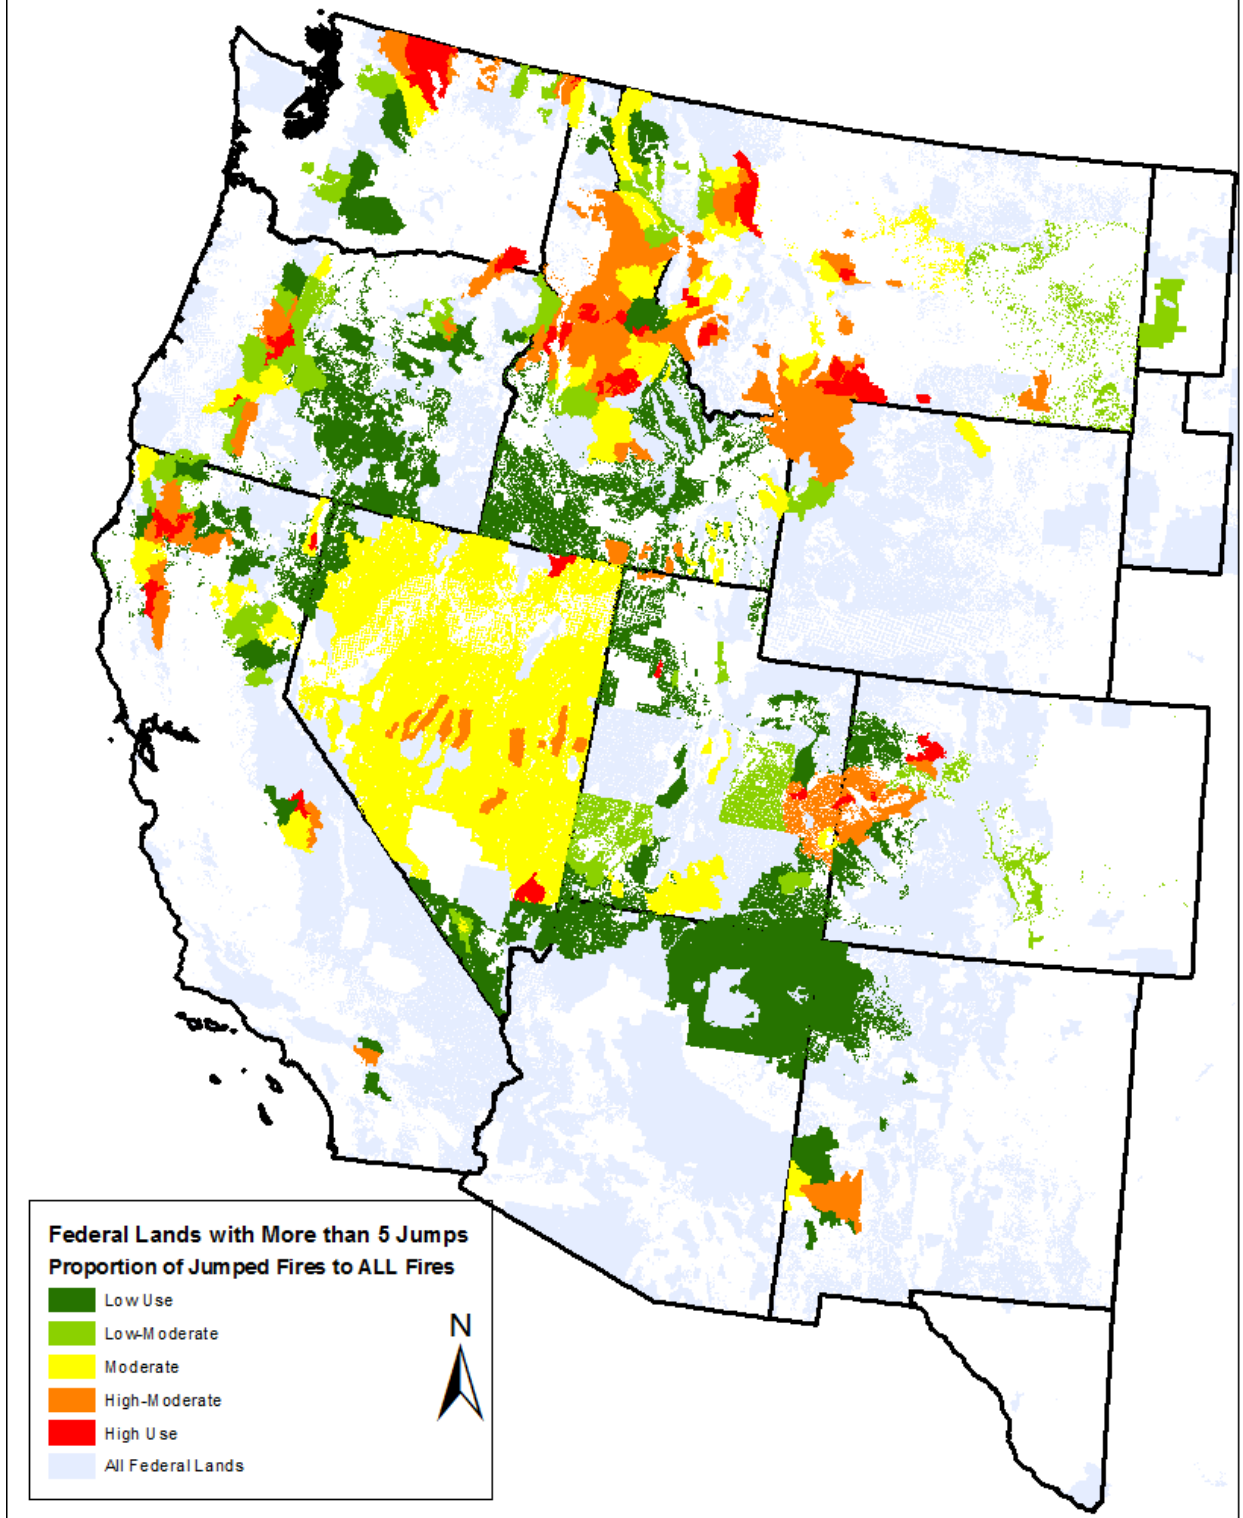 Federal Lands with More than 5 Jumps
Proportion of Jumped Fires to ALL Fires
Low Use
Low-Moderate
Moderate
High-Moderate
High Use
All Federal Lands
N